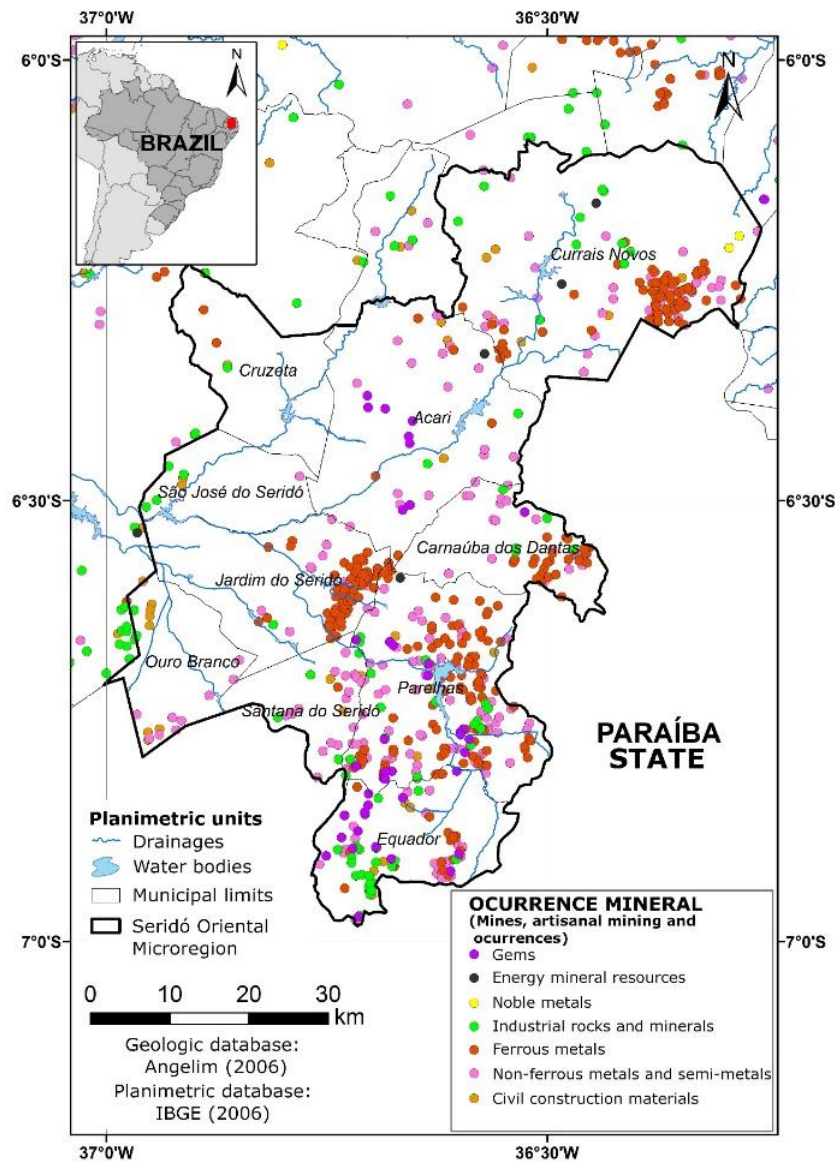 37°0'W
36°30'W
6°0'S
6°0'S
N
BRAZIL
N
Currais Novos
Cruzeta
Acari
6°30'S
6°30'S
São José do Seridó
Carnaúba dos Dantas
Jardim do Seridó
Ouro Branco
Parelhas
Santana do Seridó
PARAÍBA
STATE
Equador
Planimetric units
Drainages
Water bodies
Municipal limits
Seridó Oriental
Microregion
OCURRENCE MINERAL
(Mines, artisanal mining and
ocurrences)
Gems
Energy mineral resources
Noble metals
Industrial rocks and minerals
Ferrous metals
Non-ferrous metals and semi-metals
Civil construction materials
7°0'S
7°0'S
0 10 20 30
km
Geologic database:
Angelim (2006)
Planimetric database:
IBGE (2006)
37°0'W
36°30'W